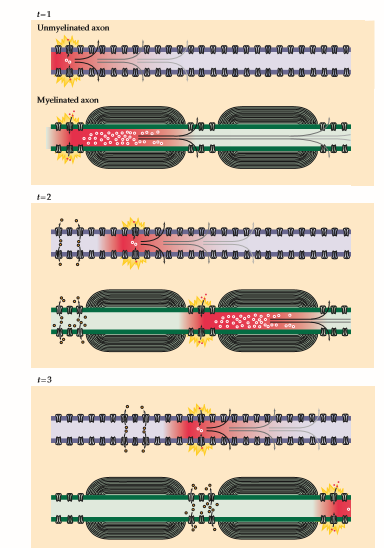 t=1
Unmyelinated axon
Myelinated axon
t=2
t=3